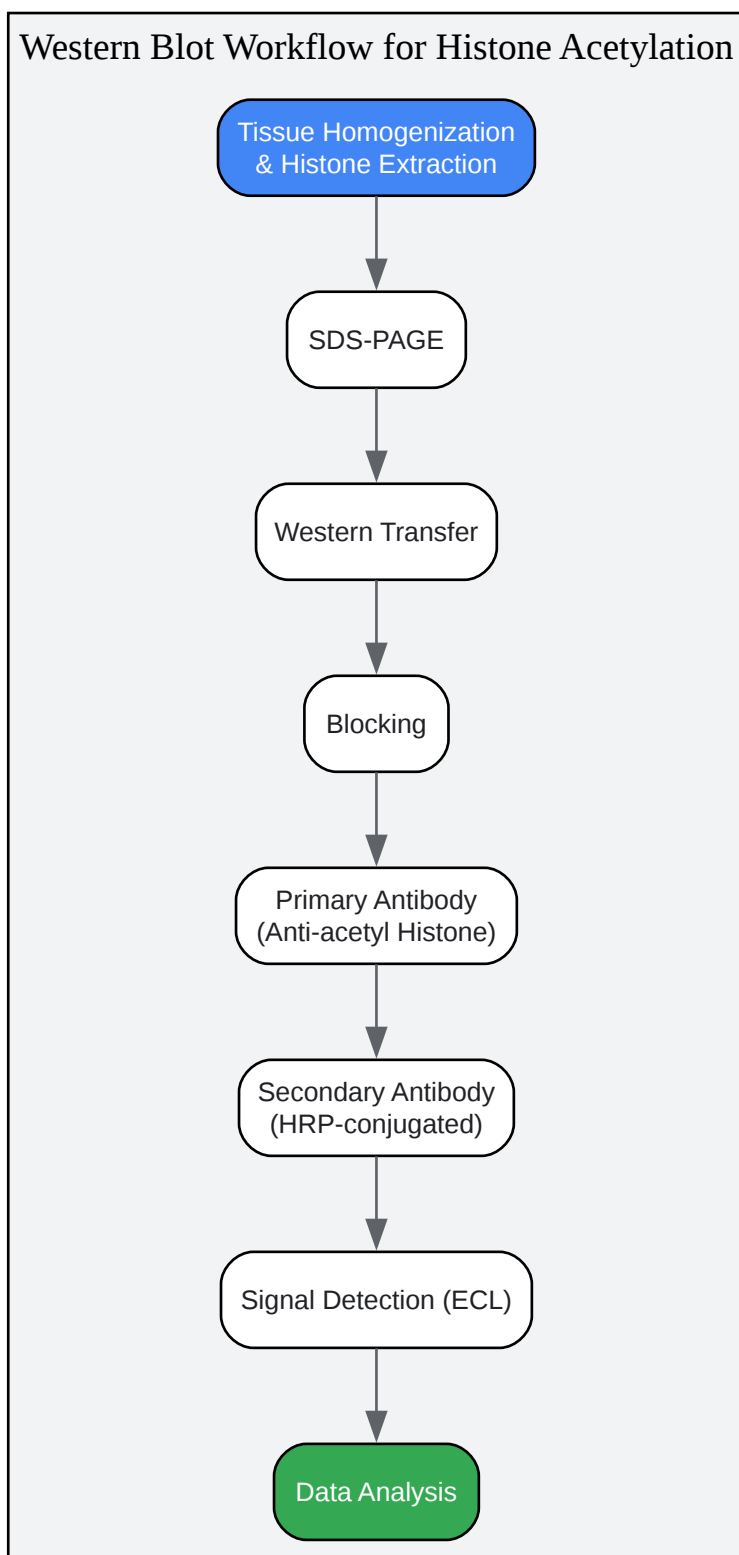 Western Blot Workflow for Histone Acetylation
Tissue Homogenization
& Histone Extraction
SDS-PAGE
Western Transfer
Blocking
Primary Antibody
(Anti-acetyl Histone)
Secondary Antibody
(HRP-conjugated)
Signal Detection (ECL)
Data Analysis